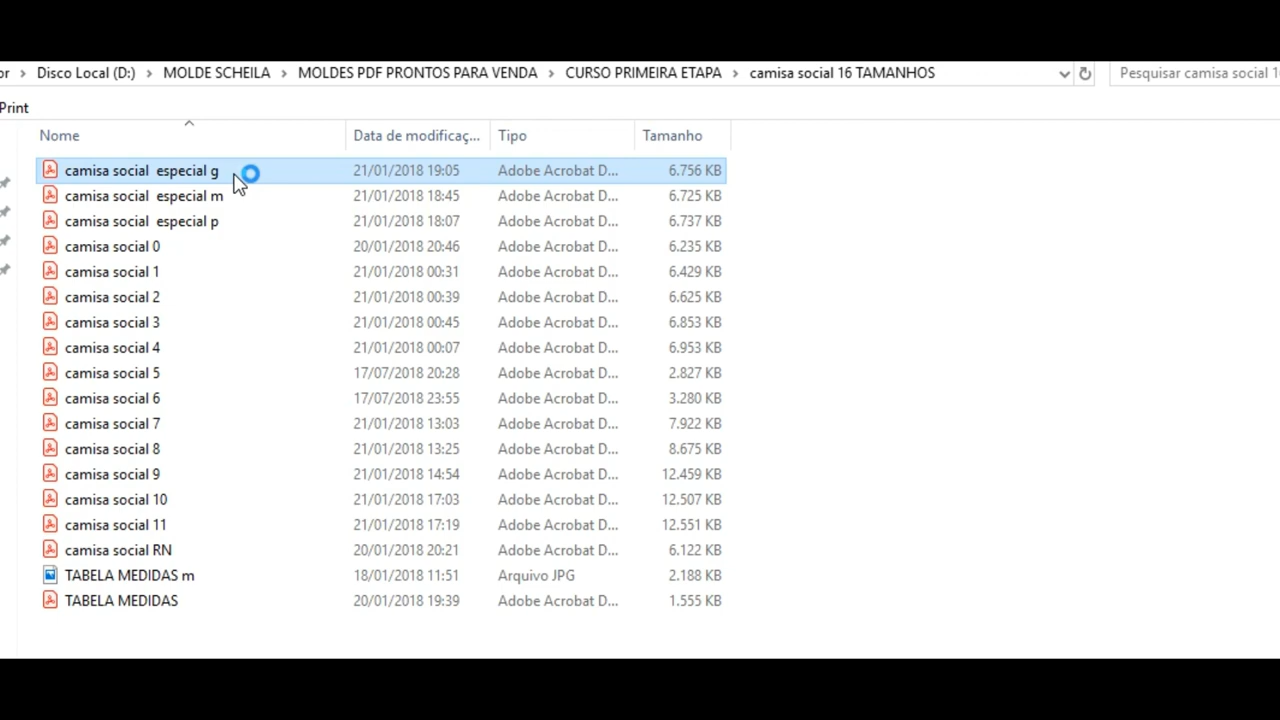 or > Disco Local (D:) > MOLDE SCHEILA > MOLDES PDF PRONTOS PARA VENDA > CURSO PRIMEIRA ETAPA > camisa social 16 TAMANHOS Pesquisar camisa social 1
Print
Nome Data de modificaç... Tipo Tamanho
camisa social  especial g 21/01/2018 19:05 Adobe Acrobat D... 6.756 KB
camisa social  especial m 21/01/2018 18:45 Adobe Acrobat D... 6.725 KB
camisa social  especial p 21/01/2018 18:07 Adobe Acrobat D... 6.737 KB
camisa social 0 20/01/2018 20:46 Adobe Acrobat D... 6.235 KB
camisa social 1 21/01/2018 00:31 Adobe Acrobat D... 6.429 KB
camisa social 2 21/01/2018 00:39 Adobe Acrobat D... 6.625 KB
camisa social 3 21/01/2018 00:45 Adobe Acrobat D... 6.853 KB
camisa social 4 21/01/2018 00:07 Adobe Acrobat D... 6.953 KB
camisa social 5 17/07/2018 20:28 Adobe Acrobat D... 2.827 KB
camisa social 6 17/07/2018 23:55 Adobe Acrobat D... 3.280 KB
camisa social 7 21/01/2018 13:03 Adobe Acrobat D... 7.922 KB
camisa social 8 21/01/2018 13:25 Adobe Acrobat D... 8.675 KB
camisa social 9 21/01/2018 14:54 Adobe Acrobat D... 12.459 KB
camisa social 10 21/01/2018 17:03 Adobe Acrobat D... 12.507 KB
camisa social 11 21/01/2018 17:19 Adobe Acrobat D... 12.551 KB
camisa social RN 20/01/2018 20:21 Adobe Acrobat D... 6.122 KB
TABELA MEDIDAS m 18/01/2018 11:51 Arquivo JPG 2.188 KB
TABELA MEDIDAS 20/01/2018 19:39 Adobe Acrobat D... 1.555 KB